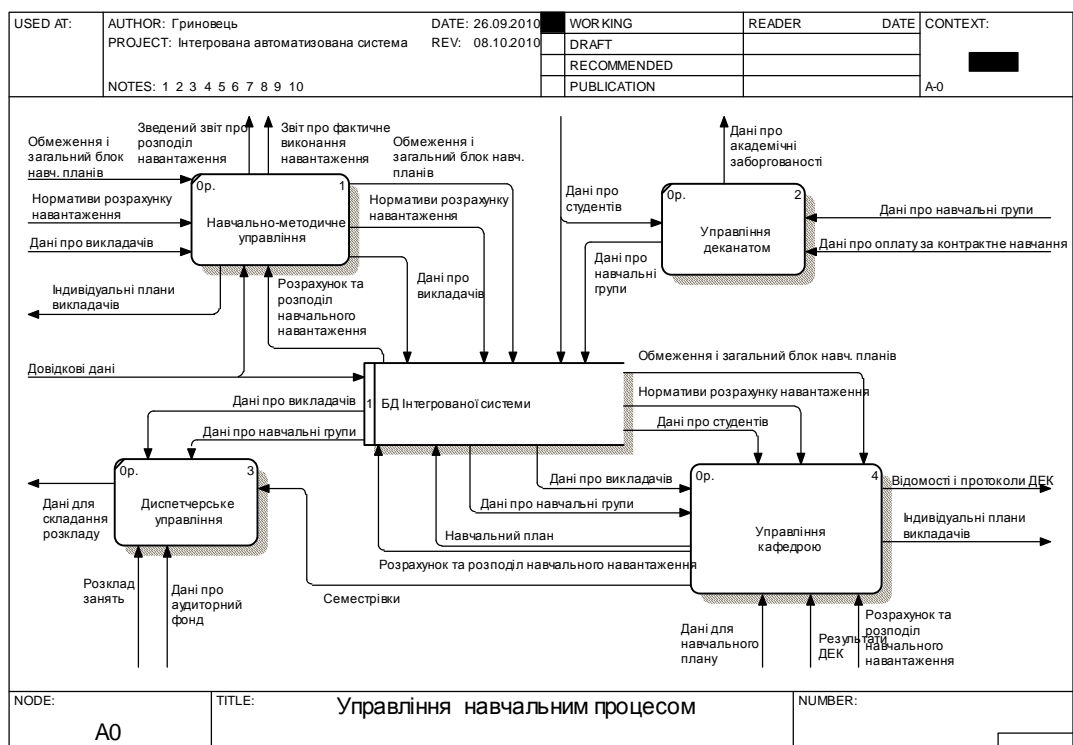 USED AT:
AUTHOR: Гриновець
DATE: 26.09.2010
WORKING
READER
DATE
CONTEXT:
PROJECT: Інтегрована автоматизована система
REV: 08.10.2010
DRAFT
RECOMMENDED
NOTES: 1 2 3 4 5 6 7 8 9 10
PUBLICATION
A-0
Обмеження і
загальний блок
навч. планів
Зведений звіт про
розподіл
навантаження
Звіт про фактичне
виконання
навантаження
Обмеження і
загальний блок навч.
планів
Дані про
академічні
заборгованості
Нормативи розрахунку
навантаження
Дані про викладачів
0р.
1
Навчально-методичне
управління
Нормативи розрахунку
навантаження
Дані про
студентів
0р.
2
Управління
деканатом
Дані про навчальні групи
Дані про оплату за контрактне навчання
Індивідуальні плани
викладачів
Розрахунок та
розподіл
навчального
навантаження
Дані про
викладачів
Дані про
навчальні
групи
Довідкові дані
1
БД Інтегрованої системи
Обмеження і загальний блок навч. планів
Нормативи розрахунку навантаження
Дані про студентів
Дані про викладачів
Дані про навчальні групи
0р.
3
Диспетчерське
управління
Дані для
складання
розкладу
Розклад
занять
Дані про
аудиторний
фонд
Дані про викладачів
Дані про навчальні групи
Навчальний план
Розрахунок та розподіл навчального навантаження
Семестрівки
0р.
4
Управління
кафедрою
Відомості і протоколи ДЕК
Індивідуальні плани
викладачів
Дані для
навчального
плану
Результати
ДЕК
Розрахунок та
розподіл
навчального
навантаження
NODE:
A0
TITLE:
Управління навчальним процесом
NUMBER: